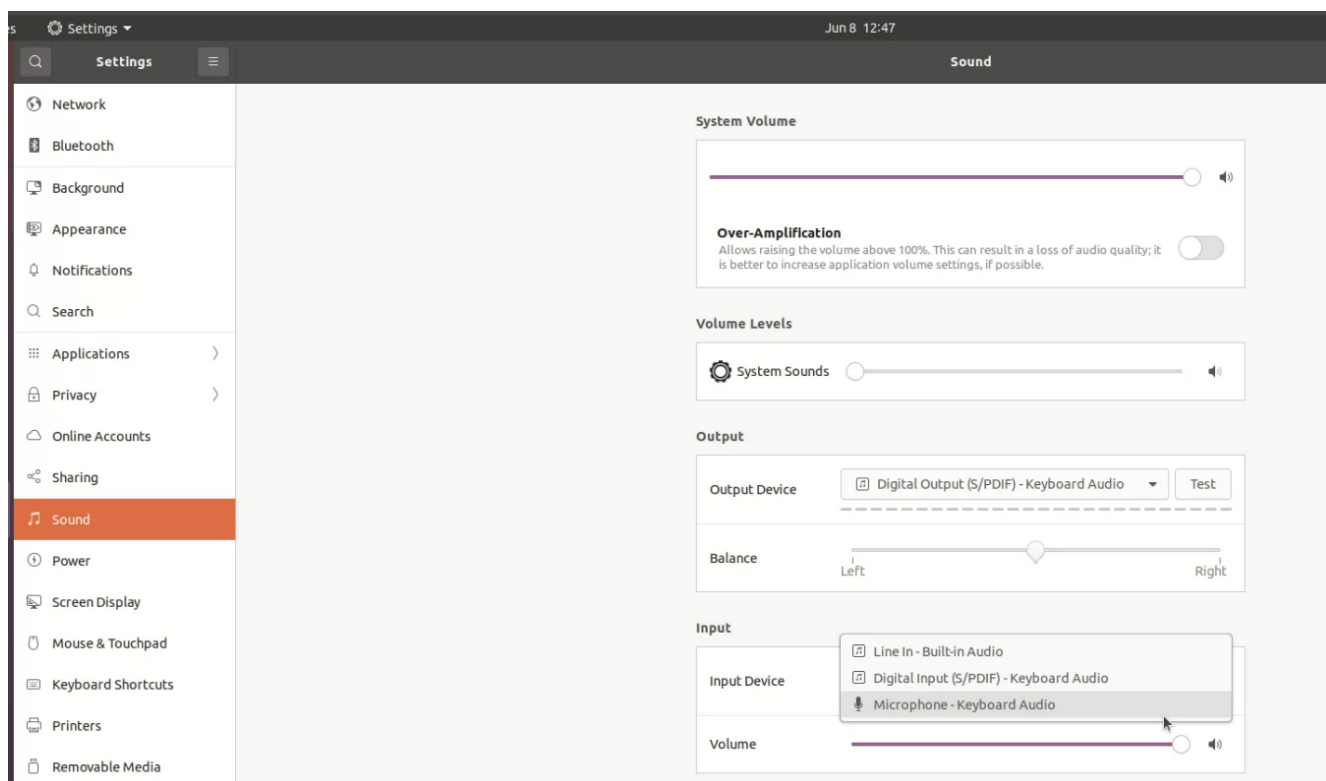 Settings
Jun 8 12:47
Settings
Sound
Network
Bluetooth
Background
Appearance
Notifications
Search
Applications
Privacy
Online Accounts
Sharing
Sound
Power
Screen Display
Mouse & Touchpad
Keyboard Shortcuts
Printers
Removable Media
System Volume
Over-Amplification
Allows raising the volume above 100%. This can result in a loss of audio quality; it
is better to increase application volume settings, if possible.
Volume Levels
System Sounds
Output
Output Device
Digital Output (S/PDIF) - Keyboard Audio
Test
Balance
Left
Right
Input
Input Device
Line In - Built-in Audio
Digital Input (S/PDIF) - Keyboard Audio
Microphone - Keyboard Audio
Volume